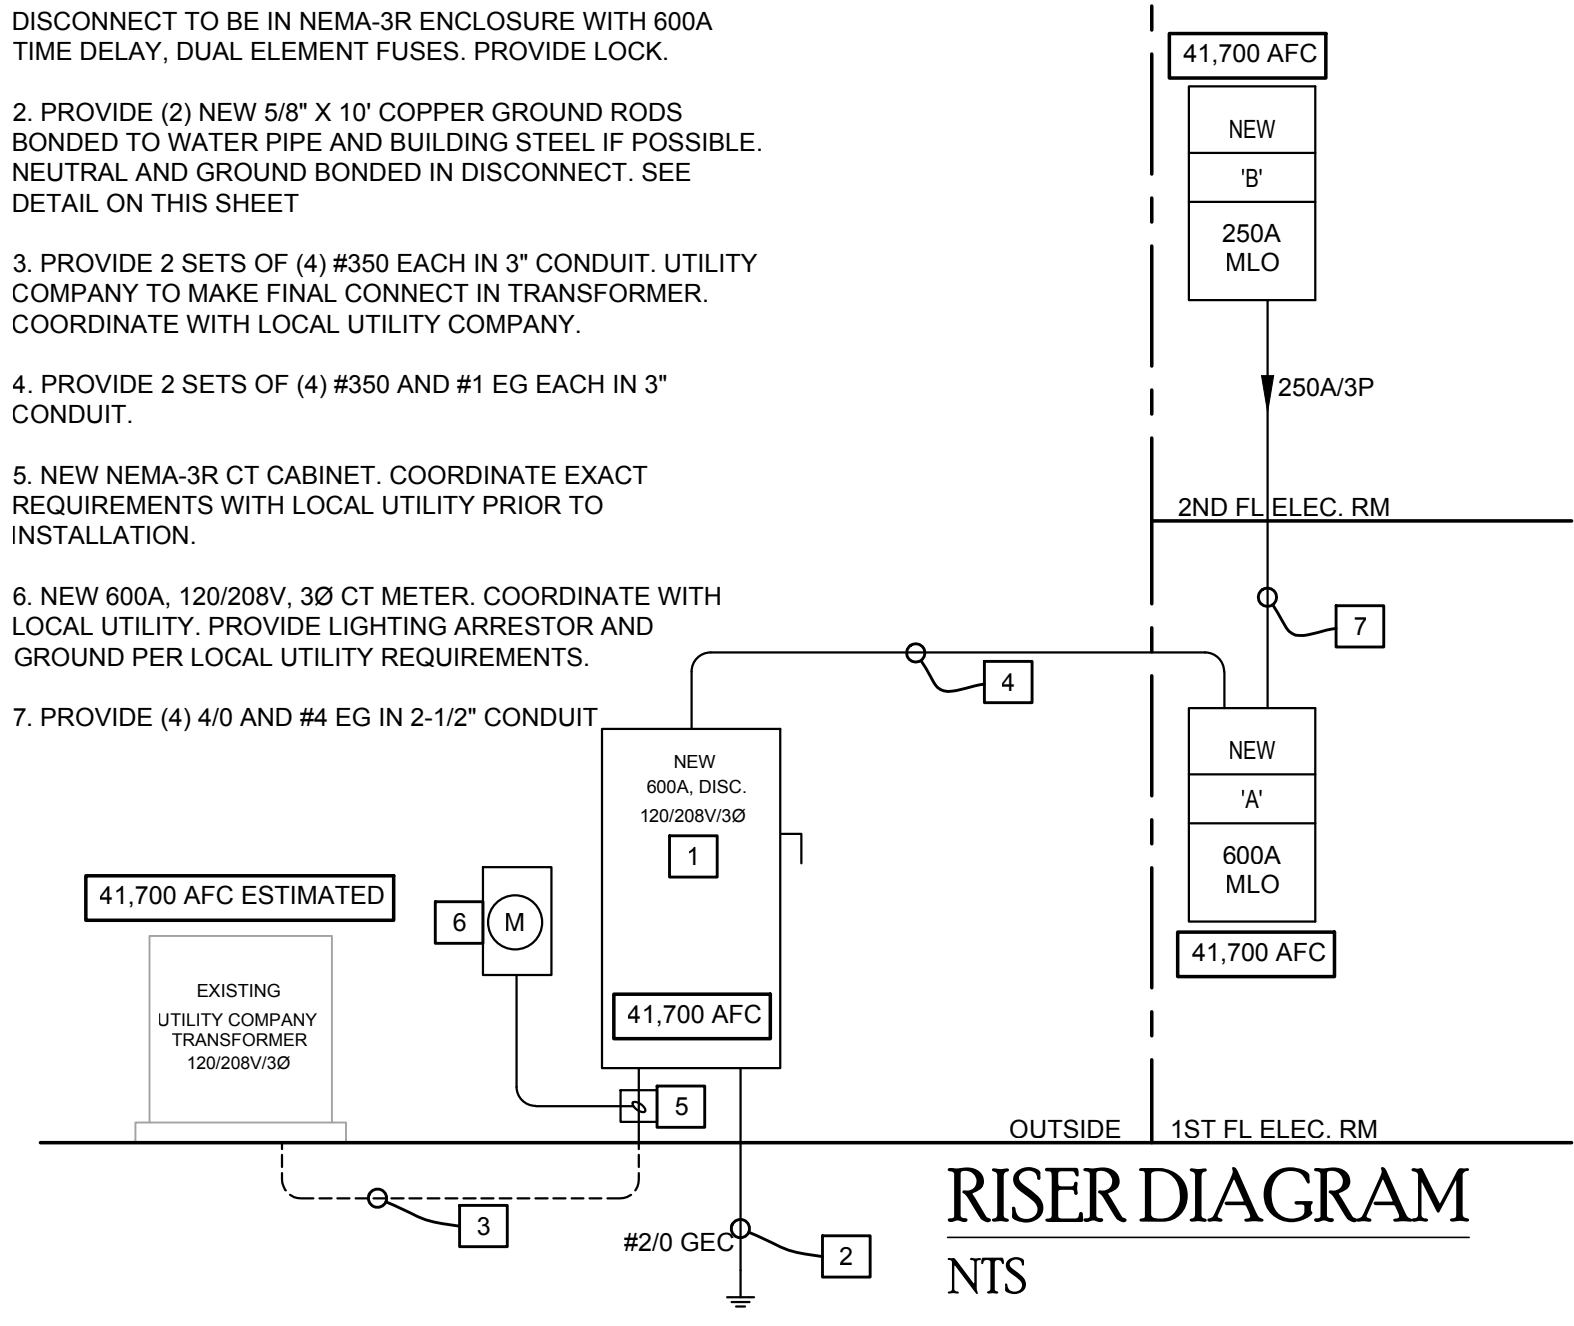 DISCONNECT TO BE IN NEMA-3R ENCLOSURE WITH 600A
TIME DELAY, DUAL ELEMENT FUSES. PROVIDE LOCK.
2. PROVIDE (2) NEW 5/8" X 10' COPPER GROUND RODS
BONDED TO WATER PIPE AND BUILDING STEEL IF POSSIBLE.
NEUTRAL AND GROUND BONDED IN DISCONNECT. SEE
DETAIL ON THIS SHEET
3. PROVIDE 2 SETS OF (4) #350 EACH IN 3" CONDUIT. UTILITY
COMPANY TO MAKE FINAL CONNECT IN TRANSFORMER.
COORDINATE WITH LOCAL UTILITY COMPANY.
4. PROVIDE 2 SETS OF (4) #350 AND #1 EG EACH IN 3"
CONDUIT.
5. NEW NEMA-3R CT CABINET. COORDINATE EXACT
REQUIREMENTS WITH LOCAL UTILITY PRIOR TO
INSTALLATION.
6. NEW 600A, 120/208V, 3Ø CT METER. COORDINATE WITH
LOCAL UTILITY. PROVIDE LIGHTING ARRESTOR AND
GROUND PER LOCAL UTILITY REQUIREMENTS.
7. PROVIDE (4) 4/0 AND #4 EG IN 2-1/2" CONDUIT
41,700 AFC
NEW
'B'
250A
MLO
250A/3P
2ND FL ELEC. RM
7
4
NEW
'A'
600A
MLO
41,700 AFC
NEW
600A, DISC.
120/208V/3Ø
1
41,700 AFC
6
M
5
41,700 AFC ESTIMATED
EXISTING
UTILITY COMPANY
TRANSFORMER
120/208V/3Ø
OUTSIDE
1ST FL ELEC. RM
3
#2/0 GEC
2
RISER DIAGRAM
NTS